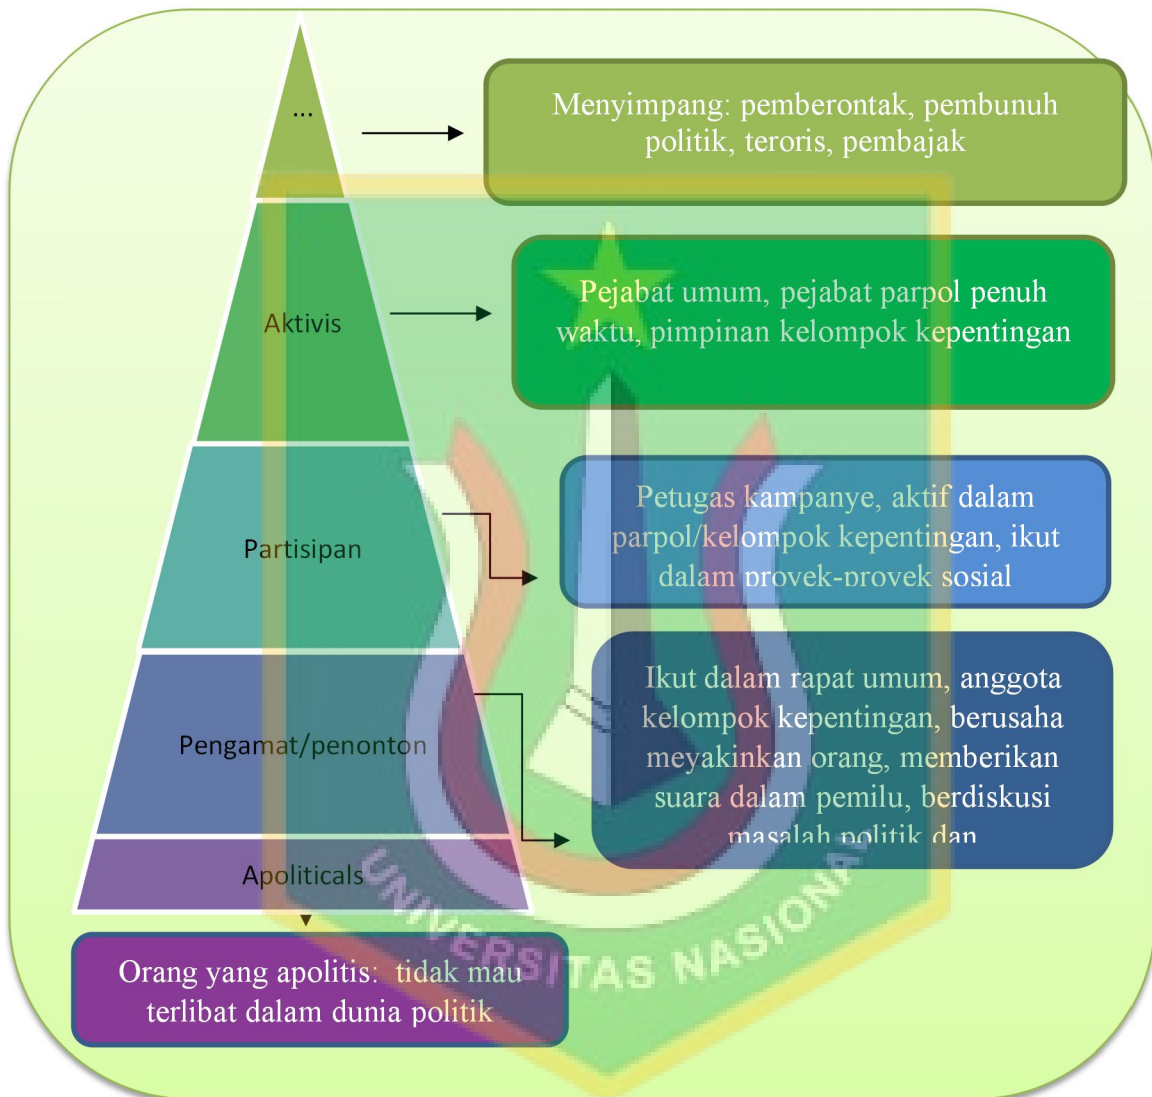 ...
Menyimpang: pemberontak, pembunuh
politik, teroris, pembajak
Aktivis
Pejabat umum, pejabat parpol penuh
waktu, pimpinan kelompok kepentingan
Partisipan
Petugas kampanye, aktif dalam
parpol/kelompok kepentingan, ikut
dalam proyek-proyek sosial
Pengamat/penonton
Ikut dalam rapat umum, anggota
kelompok kepentingan, berusaha
meyakinkan orang, memberikan
suara dalam pemilu, berdiskusi
masalah politik dan
Apoliticals
Orang yang apolitis: tidak mau
terlibat dalam dunia politik
UNIVERSITAS NASIONAL